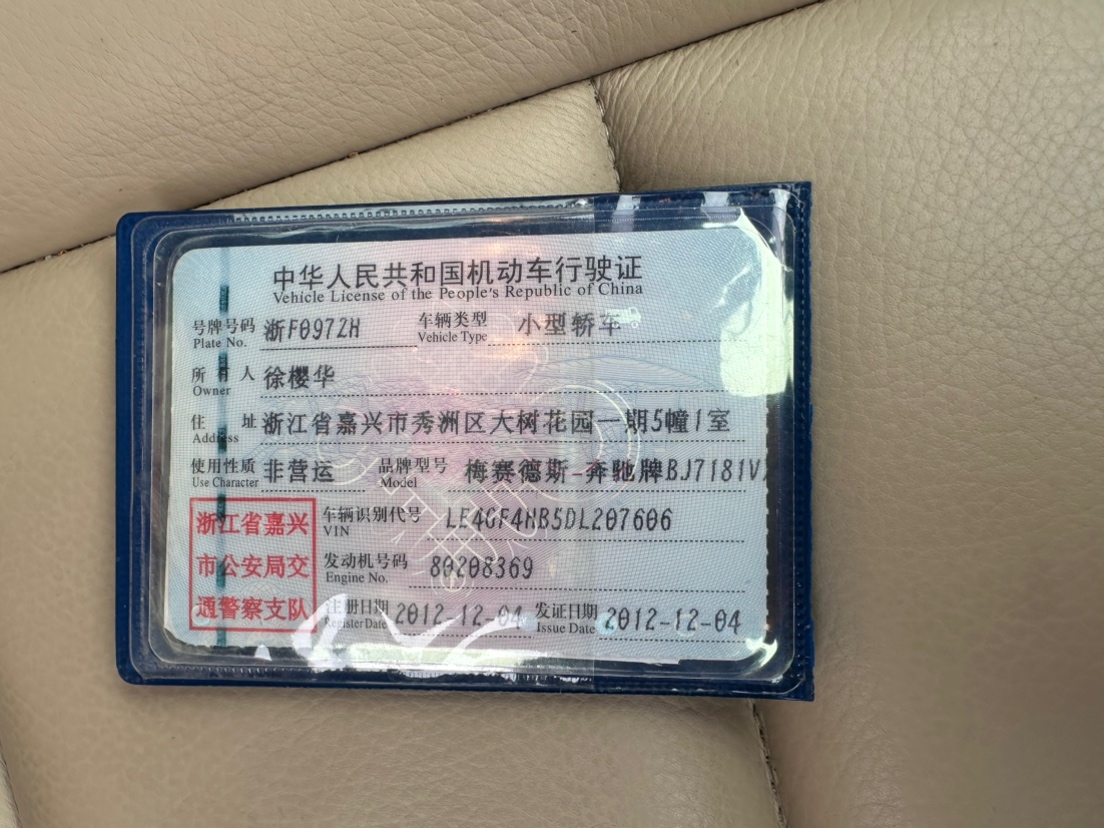 中华人民共和国机动车行驶证
Vehicle License of the People's Republic of China
号牌号码 浙F0972H 车辆类型 小型轿车
Plate No. Vehicle Type
所有人 徐樱华
Owner
住址 浙江省嘉兴市秀洲区大树花园一期5幢1室
Address
使用性质 非营运 品牌型号 梅赛德斯-奔驰牌BJ7181V
Use Character Model
浙江省嘉兴 车辆识别代号 LE4GF4HB5DL207606
VIN
市公安局交 发动机号码 80208369
Engine No.
通警察支队 注册日期 2012-12-04 发证日期 2012-12-04
Register Date Issue Date